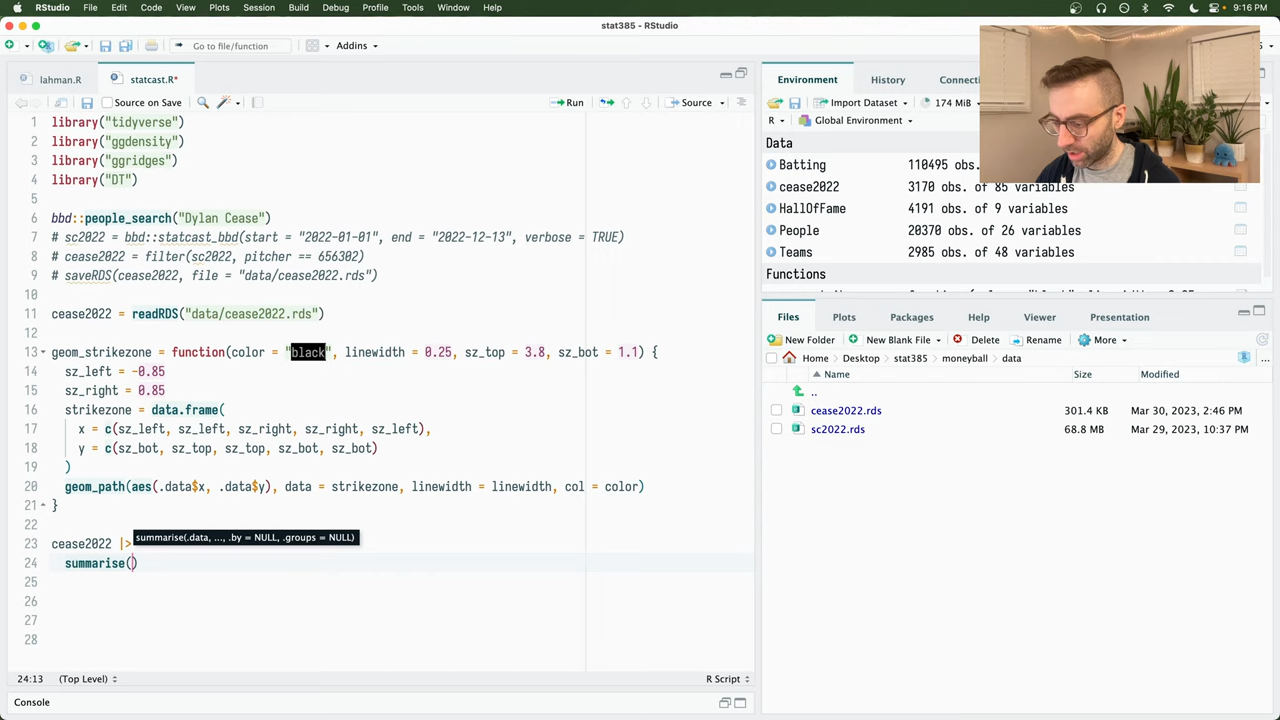 RStudio File Edit Code View Plots Session Build Debug Profile Tools Window Help 9:16 PM
stat385 - RStudio
Go to file/function Addins
lahman.R statcast.R*
Source on Save Run Source
1 library("tidyverse")
2 library("ggdensity")
3 library("ggridges")
4 library("DT")
5
6 bbd::people_search("Dylan Cease")
7 # sc2022 = bbd::statcast_bbd(start = "2022-01-01", end = "2022-12-13", verbose = TRUE)
8 # cease2022 = filter(sc2022, pitcher == 656302)
9 # saveRDS(cease2022, file = "data/cease2022.rds")
10
11 cease2022 = readRDS("data/cease2022.rds")
12
13 geom_strikezone = function(color = "black", linewidth = 0.25, sz_top = 3.8, sz_bot = 1.1) {
14 sz_left = -0.85
15 sz_right = 0.85
16 strikezone = data.frame(
17 x = c(sz_left, sz_left, sz_right, sz_right, sz_left),
18 y = c(sz_bot, sz_top, sz_top, sz_bot, sz_bot)
19 )
20 geom_path(aes(.data$x, .data$y), data = strikezone, linewidth = linewidth, col = color)
21 }
22
23 cease2022 |>
summarise(.data, ..., .by = NULL, .groups = NULL)
24 summarise()
25
26
27
28
24:13 (Top Level) R Script
Console
Environment History
Import Dataset 174 MiB
R Global Environment
Data
Batting 110495 obs.
cease2022 3170 obs. of 85 variables
HallOfFame 4191 obs. of 9 variables
People 20370 obs. of 26 variables
Teams 2985 obs. of 48 variables
Functions
Files Plots Packages Help Viewer Presentation
New Folder New Blank File Delete Rename More
Home Desktop stat385 moneyball data
Name Size Modified
..
cease2022.rds 301.4 KB Mar 30, 2023, 2:46 PM
sc2022.rds 68.8 MB Mar 29, 2023, 10:37 PM